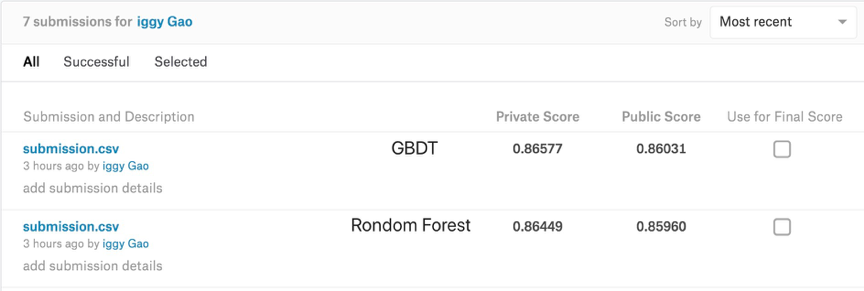 7 submissions for iggy Gao
Sort by Most recent
All Successful Selected
Submission and Description Private Score Public Score Use for Final Score
submission.csv GBDT 0.86577 0.86031
3 hours ago by iggy Gao
add submission details
submission.csv Rondom Forest 0.86449 0.85960
3 hours ago by iggy Gao
add submission details